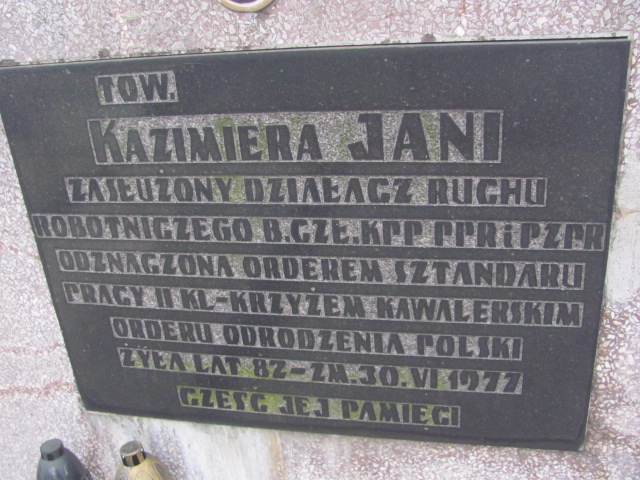 TOW.
KAZIMIERA JANI
ZASŁUŻONY DZIAŁACZ RUCHU
ROBOTNICZEGO B.CZŁ.KPP PPR i PZPR
ODZNACZONA ORDEREM SZTANDARU
PRACY II KL-KRZYŻEM KAWALERSKIM
ORDERU ODRODZENIA POLSKI
ŻYŁA LAT 82-ZM.30.VI 1977
CZEŚĆ JEJ PAMIĘCI